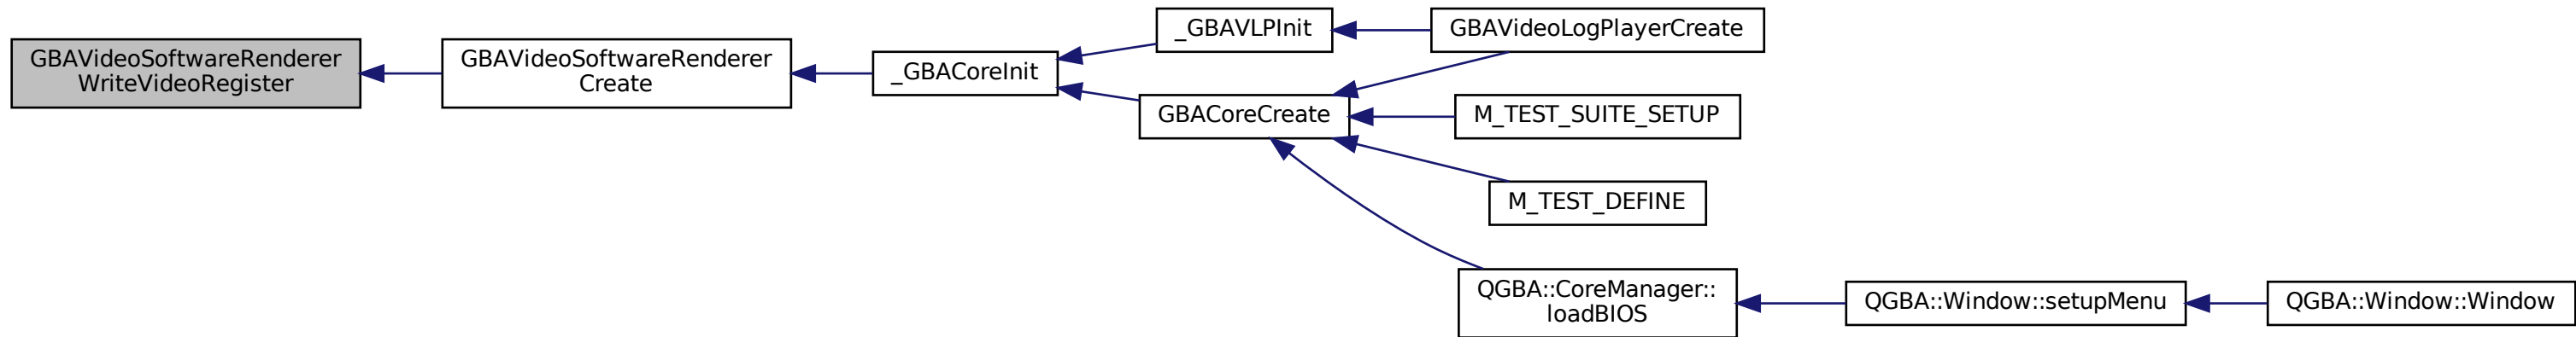 GBAVideoSoftwareRenderer
WriteVideoRegister
GBAVideoSoftwareRenderer
Create
_GBACoreInit
_GBAVLPInit
GBACoreCreate
GBAVideoLogPlayerCreate
M_TEST_SUITE_SETUP
M_TEST_DEFINE
QGBA::CoreManager::
loadBIOS
QGBA::Window::setupMenu
QGBA::Window::Window